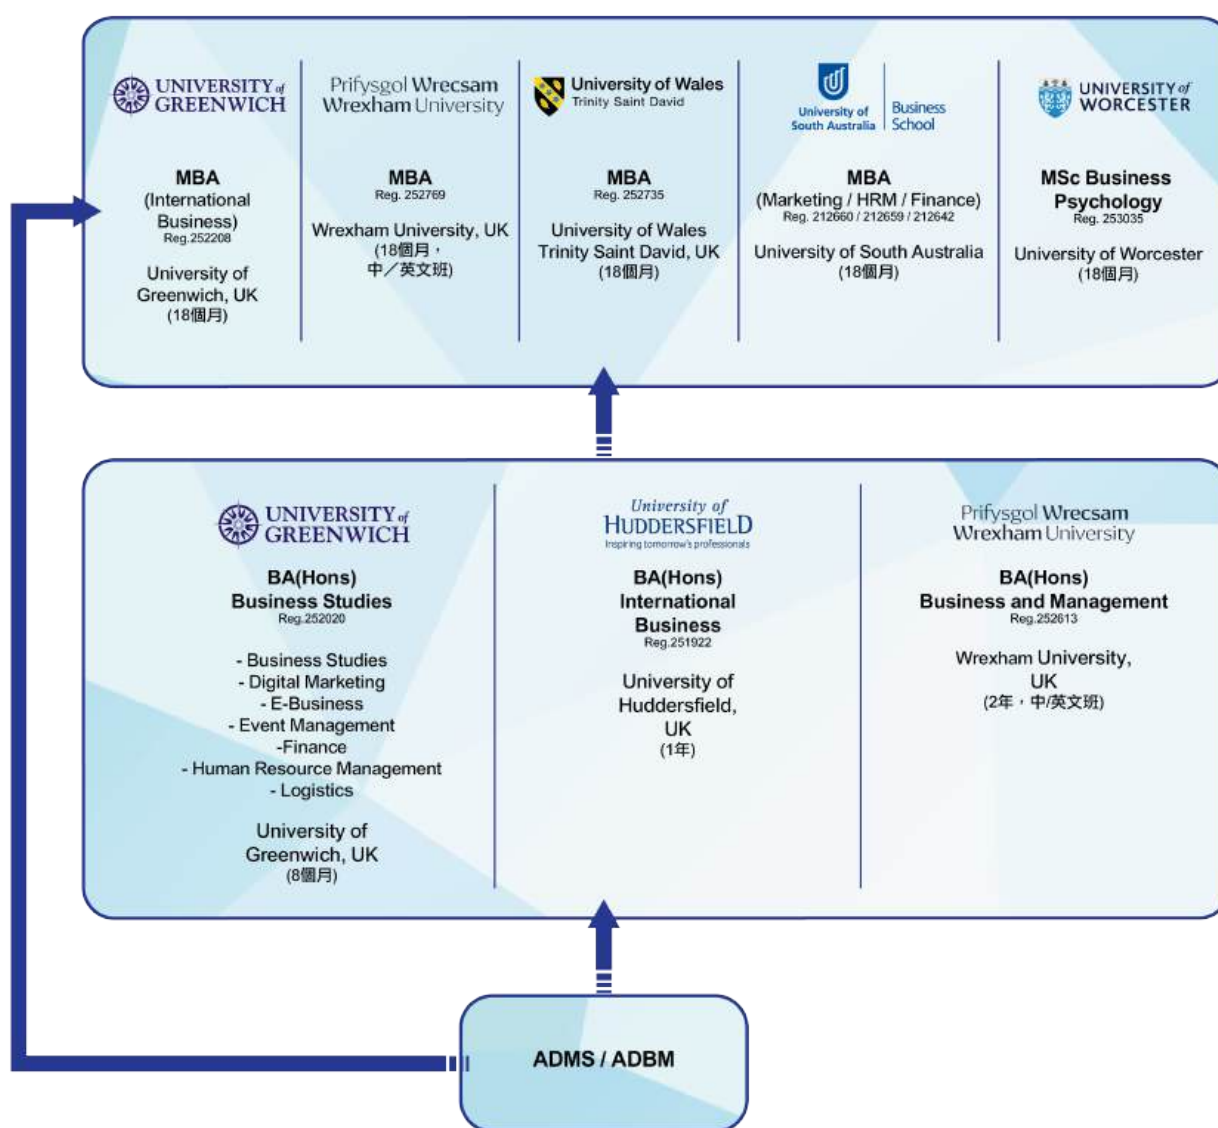 UNIVERSITY of
GREENWICH
MBA
(International
Business)
Reg.252208
University of
Greenwich, UK
(18個月)
Prifysgol Wrecsam
Wrexham University
MBA
Reg. 252769
Wrexham University, UK
(18個月，
中／英文班)
University of Wales
Trinity Saint David
MBA
Reg. 252735
University of Wales
Trinity Saint David, UK
(18個月)
University of
South Australia
Business
School
MBA
(Marketing / HRM / Finance)
Reg. 212660 / 212659 / 212642
University of South Australia
(18個月)
UNIVERSITY of
WORCESTER
MSc Business
Psychology
Reg. 253035
University of Worcester
(18個月)
UNIVERSITY of
GREENWICH
BA(Hons)
Business Studies
Reg.252020
- Business Studies
- Digital Marketing
- E-Business
- Event Management
-Finance
- Human Resource Management
- Logistics
University of
Greenwich, UK
(8個月)
University of
HUDDERSFIELD
Inspiring tomorrow's professionals
BA(Hons)
International
Business
Reg.251922
University of
Huddersfield,
UK
(1年)
Prifysgol Wrecsam
Wrexham University
BA(Hons)
Business and Management
Reg.252613
Wrexham University,
UK
(2年，中/英文班)
ADMS / ADBM